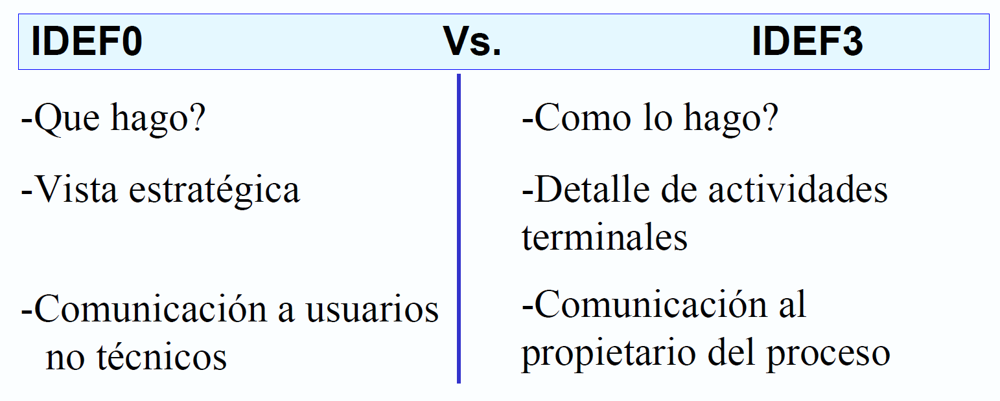 IDEF0 Vs. IDEF3
-Que hago?
-Vista estratégica
-Comunicación a usuarios
no técnicos
-Como lo hago?
-Detalle de actividades
terminales
-Comunicación al
propietario del proceso